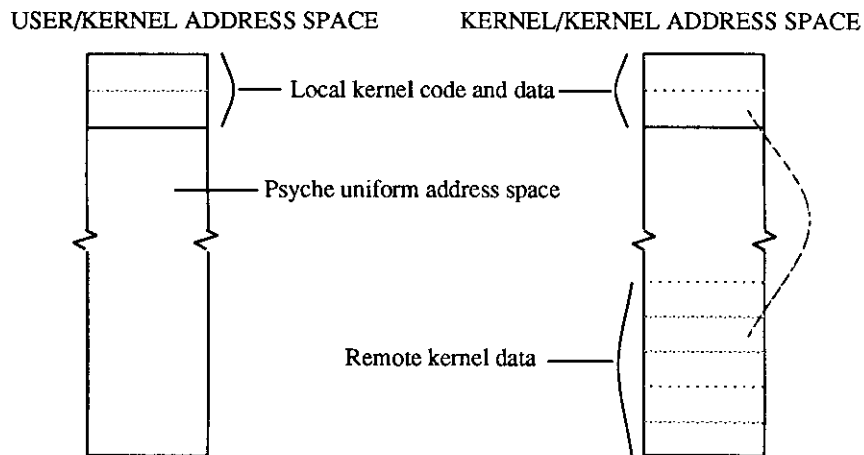 USER/KERNEL ADDRESS SPACE
KERNEL/KERNEL ADDRESS SPACE
Local kernel code and data
Psyche uniform address space
Remote kernel data